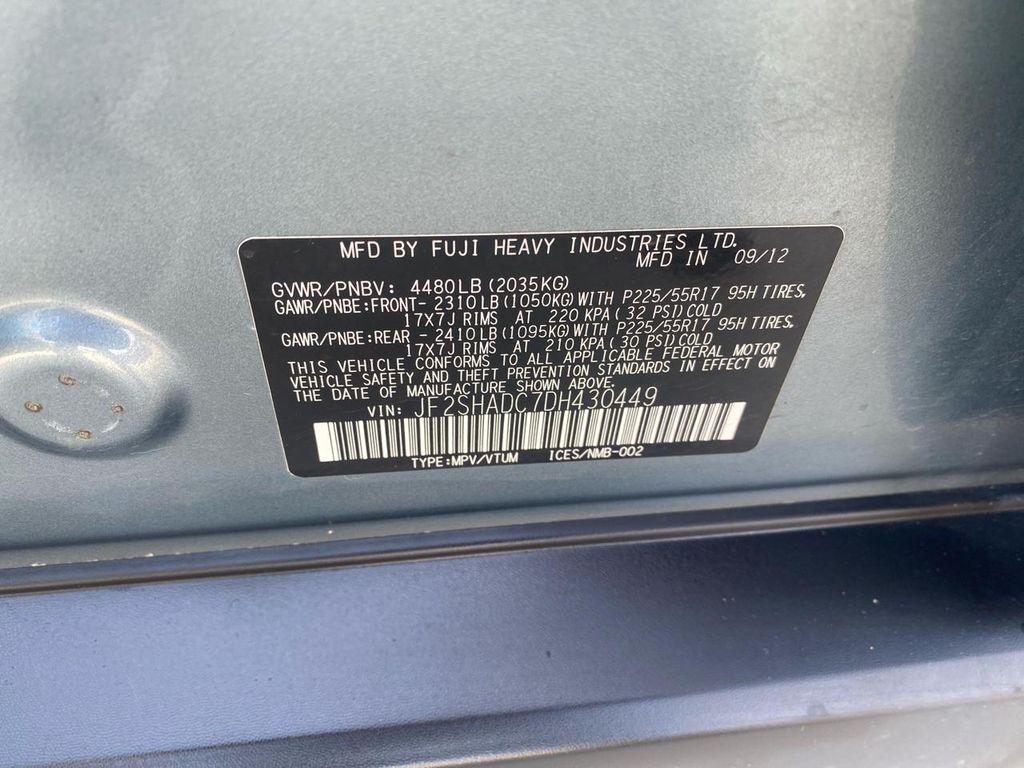 MFD BY FUJI HEAVY INDUSTRIES LTD.
MFD IN 09/12
GVWR/PNBV: 4480LB(2035KG)
GAWR/PNBE:FRONT- 2310LB(1050KG)WITH P225/55R17 95H TIRES,
17X7J RIMS AT 220 KPA( 32 PSI)COLD
GAWR/PNBE:REAR - 2410LB(1095KG)WITH P225/55R17 95H TIRES,
17X7J RIMS AT 210 KPA( 30 PSI)COLD
THIS VEHICLE CONFORMS TO ALL APPLICABLE FEDERAL MOTOR
VEHICLE SAFETY AND THEFT PREVENTION STANDARDS IN EFFECT ON
THE DATE OF MANUFACTURE SHOWN ABOVE.
VIN: JF2SHADC7DH430449
TYPE:MPV/VTUM ICES/NMB-002